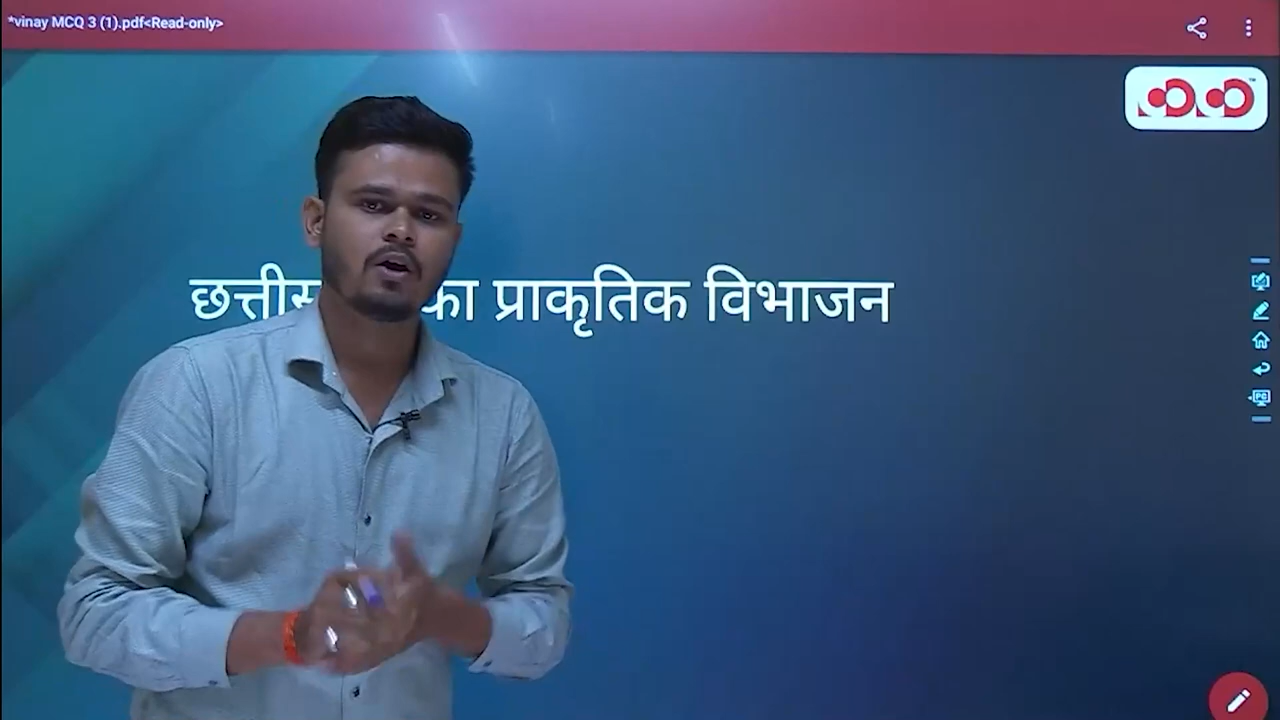 *vinay MCQ 3 (1).pdf<Read-only>
का प्राकृतिक विभाजन